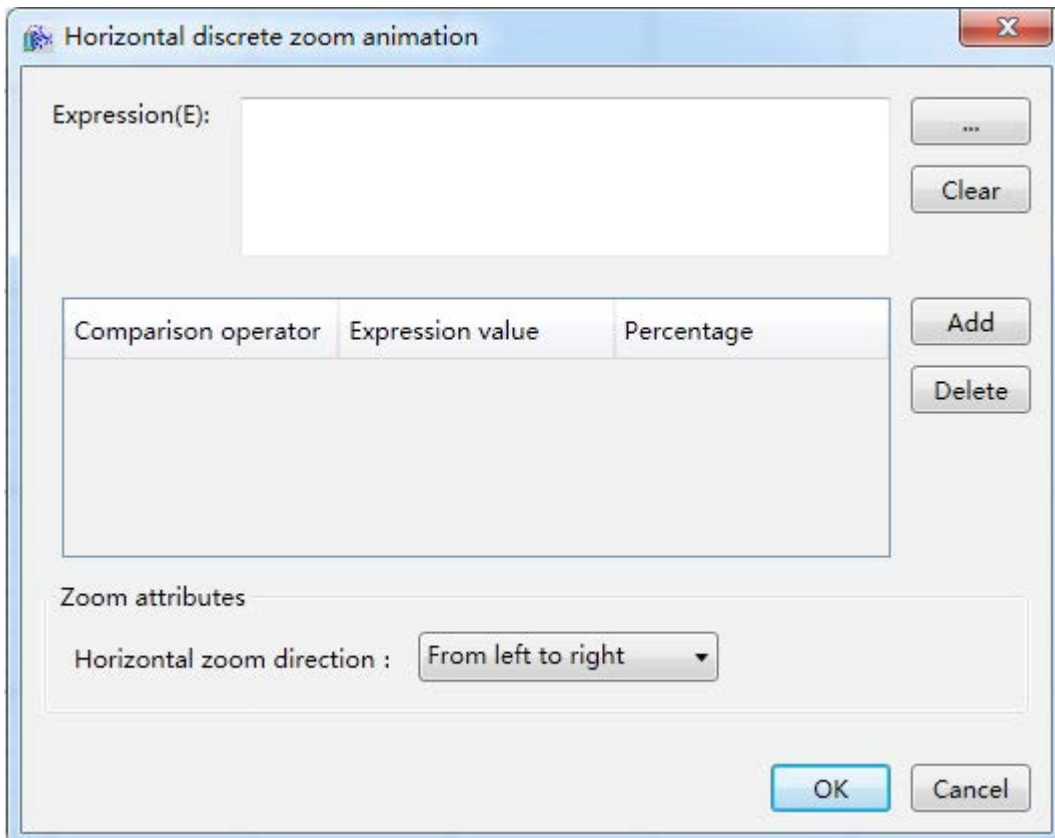 Horizontal discrete zoom animation
Expression(E):
...
Clear
Comparison operator Expression value Percentage
Add
Delete
Zoom attributes
Horizontal zoom direction : From left to right
OK Cancel